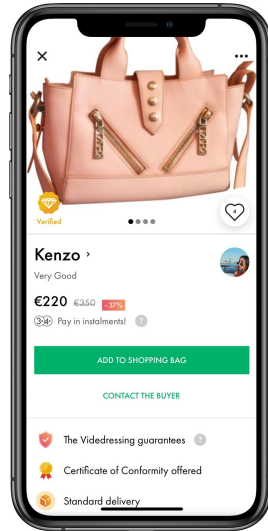 4
Verified
Kenzo
Very Good
€220 €350 - 37%
3x 4x Pay in instalments! ?
ADD TO SHOPPING BAG
CONTACT THE BUYER
The Videdressing guarantees ?
Certificate of Conformity offered
Standard delivery